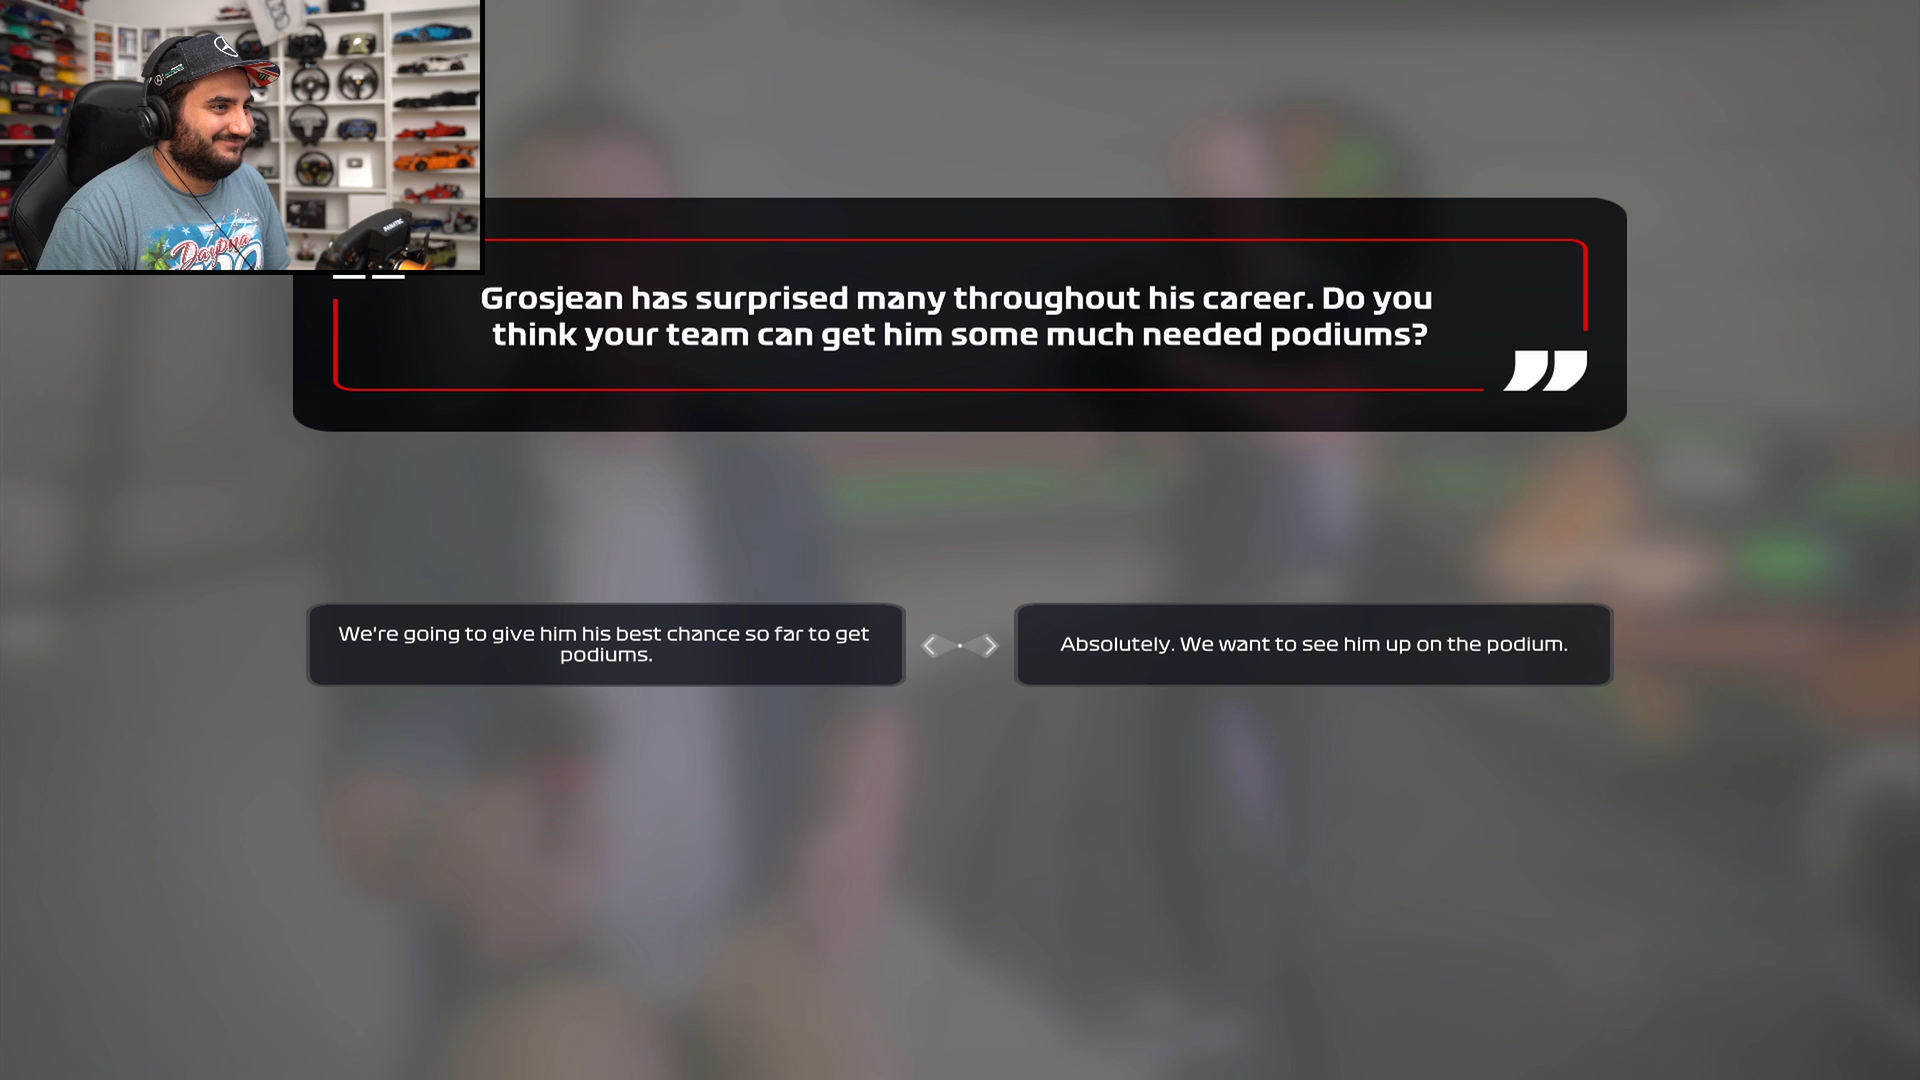 Daytona
FANATEC
Grosjean has surprised many throughout his career. Do you
think your team can get him some much needed podiums?
We're going to give him his best chance so far to get
podiums.
Absolutely. We want to see him up on the podium.